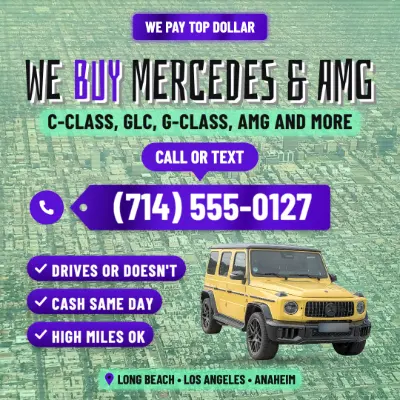 WE PAY TOP DOLLAR
WE BUY MERCEDES & AMG
C-CLASS, GLC, G-CLASS, AMG AND MORE
CALL OR TEXT
(714) 555-0127
DRIVES OR DOESN'T
CASH SAME DAY
HIGH MILES OK
LONG BEACH • LOS ANGELES • ANAHEIM